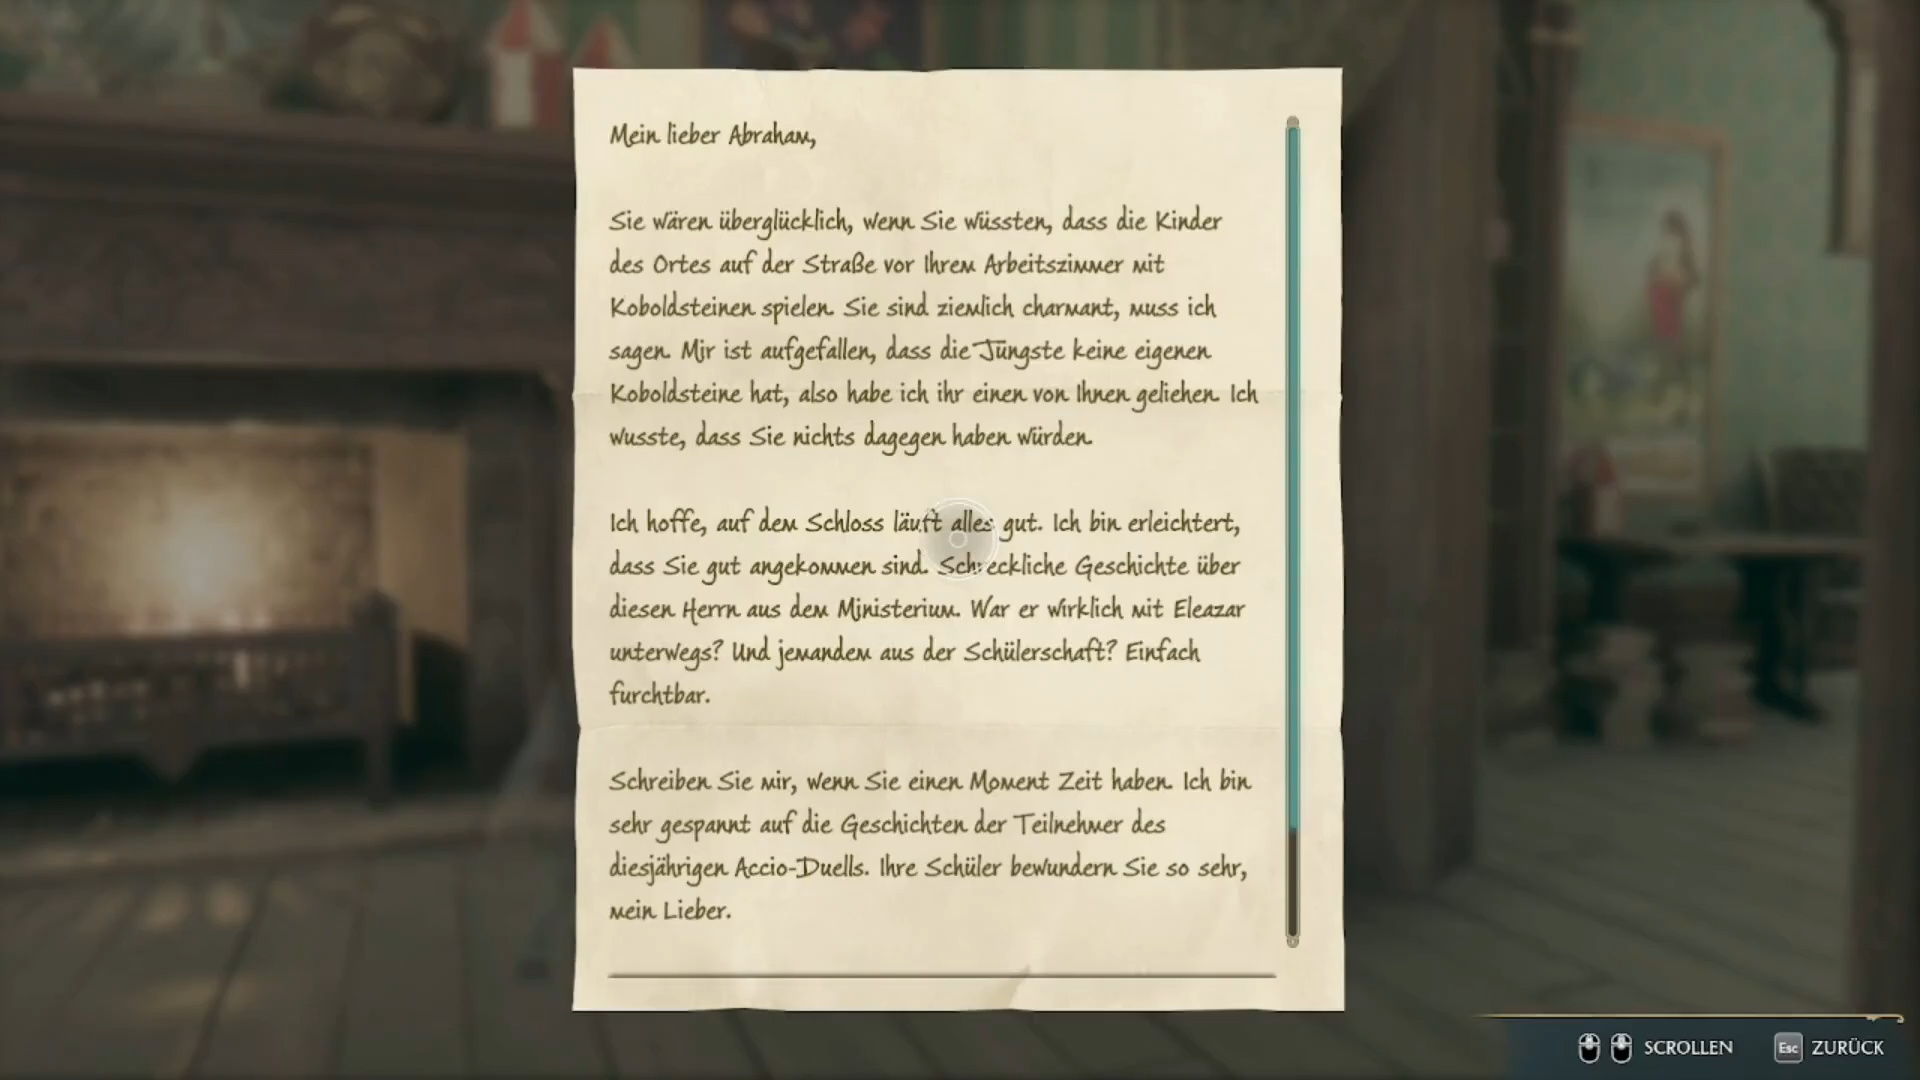 Mein lieber Abraham,
Sie wären überglücklich, wenn Sie wüssten, dass die Kinder
des Ortes auf der Straße vor Ihrem Arbeitszimmer mit
Koboldsteinen spielen. Sie sind ziemlich charmant, muss ich
sagen. Mir ist aufgefallen, dass die Jüngste keine eigenen
Koboldsteine hat, also habe ich ihr einen von Ihnen geliehen. Ich
wusste, dass Sie nichts dagegen haben würden.
Ich hoffe, auf dem Schloss läuft alles gut. Ich bin erleichtert,
dass Sie gut angekommen sind. Schreckliche Geschichte über
diesen Herrn aus dem Ministerium. War er wirklich mit Eleazar
unterwegs? Und jemandem aus der Schülerschaft? Einfach
furchtbar.
Schreiben Sie mir, wenn Sie einen Moment Zeit haben. Ich bin
sehr gespannt auf die Geschichten der Teilnehmer des
diesjährigen Accio-Duells. Ihre Schüler bewundern Sie so sehr,
mein Lieber.
SCROLLEN
Esc ZURÜCK